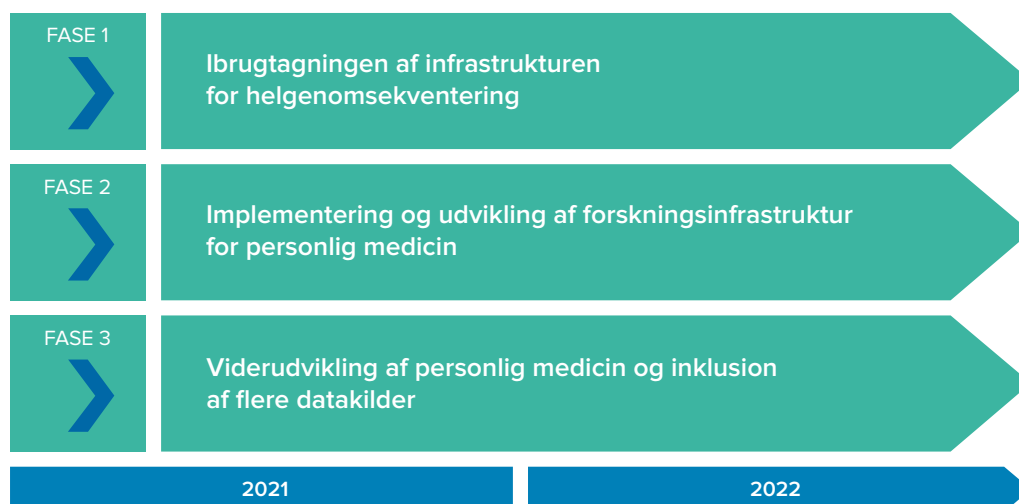 FASE 1
Ibrugtagningen af infrastrukturen
for helgenomsekventering
FASE 2
Implementering og udvikling af forskningsinfrastruktur
for personlig medicin
FASE 3
Viderudvikling af personlig medicin og inklusion
af flere datakilder
2021
2022